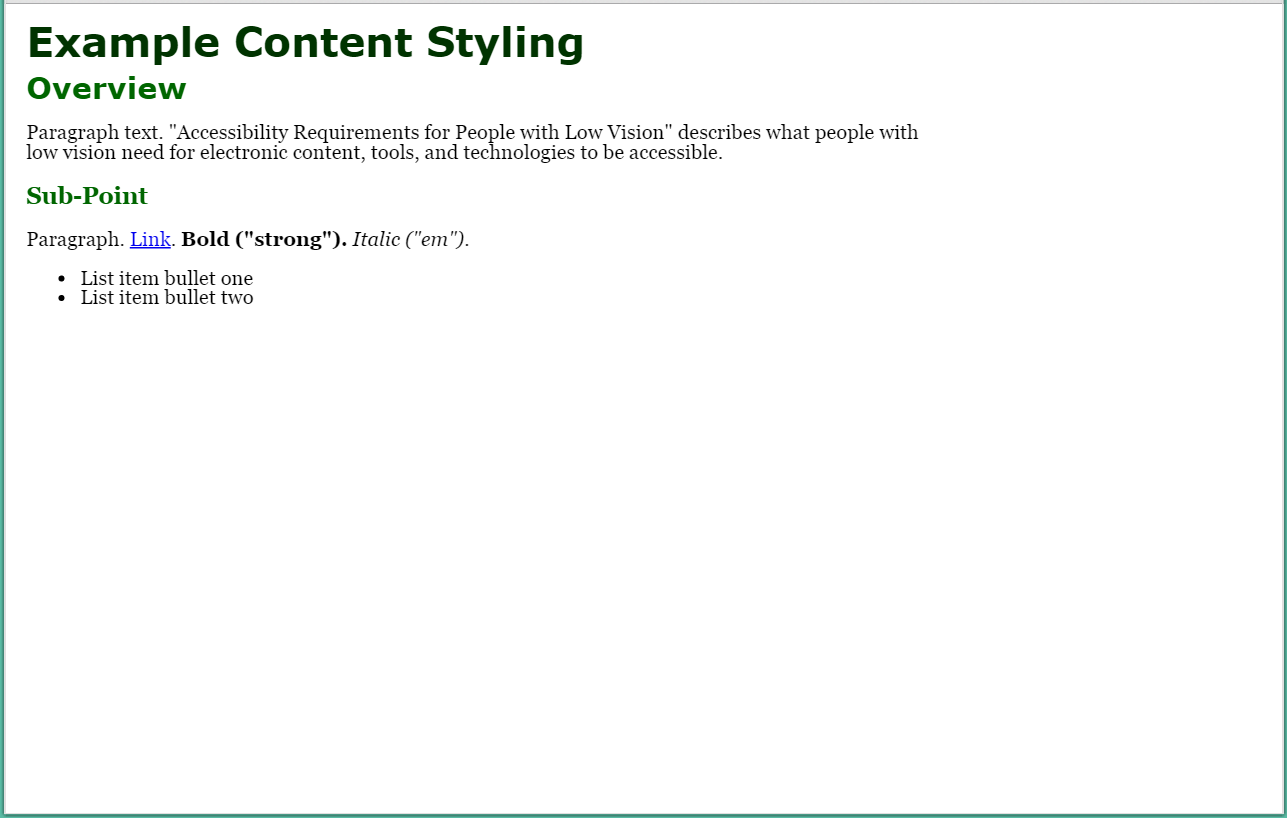 Example Content Styling
Overview
Paragraph text. "Accessibility Requirements for People with Low Vision" describes what people with
low vision need for electronic content, tools, and technologies to be accessible.
Sub-Point
Paragraph. Link. Bold ("strong"). Italic ("em").
• List item bullet one
• List item bullet two